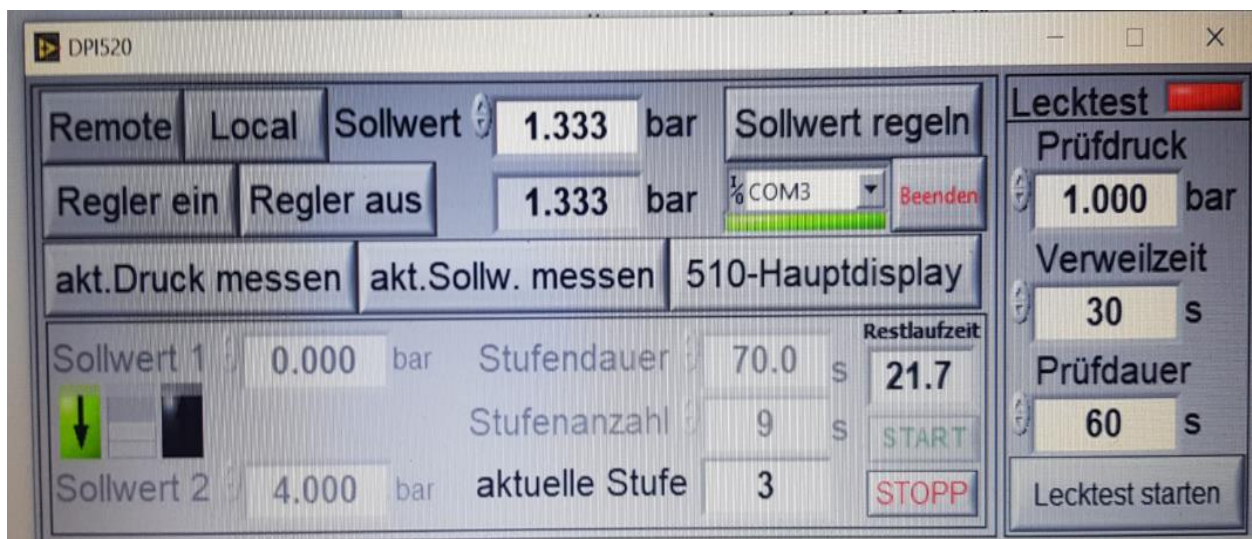 DPI520
Remote Local Sollwert 1.333 bar Sollwert regeln
Regler ein Regler aus 1.333 bar COM3 Beenden
akt.Druck messen akt.Sollw. messen 510-Hauptdisplay
Sollwert 1 0.000 bar Stufendauer 70.0 s Restlaufzeit 21.7
Stufenanzahl 9 s START
Sollwert 2 4.000 bar aktuelle Stufe 3 STOPP
Lecktest
Prüfdruck
1.000 bar
Verweilzeit
30 s
Prüfdauer
60 s
Lecktest starten